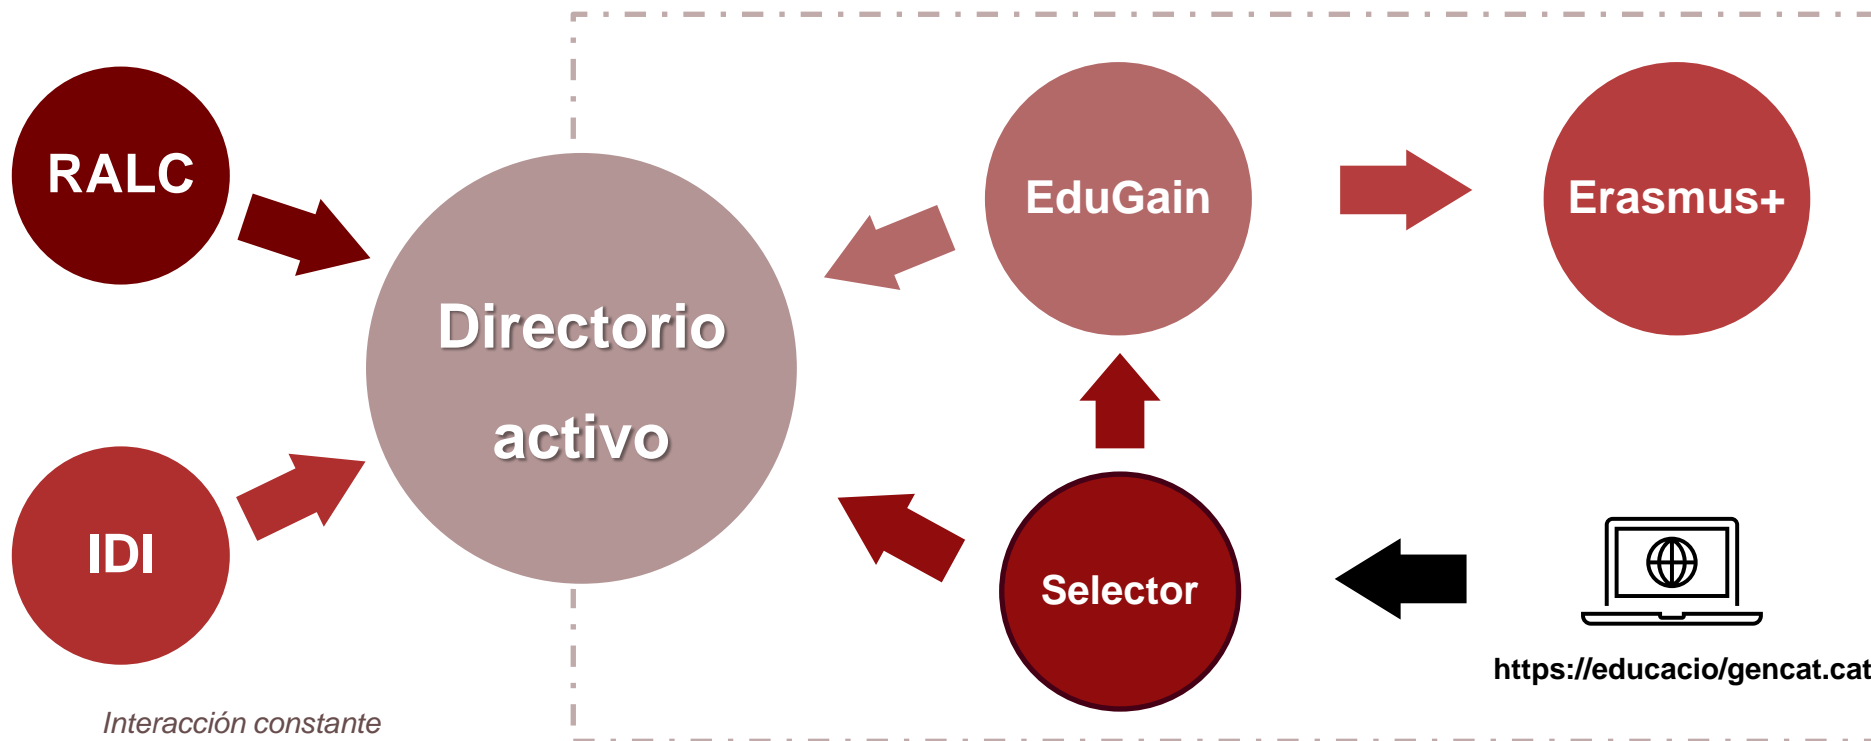 RALC
EduGain
Erasmus+
Directorio
activo
IDI
Selector
https://educacio/gencat.cat
Interacción constante